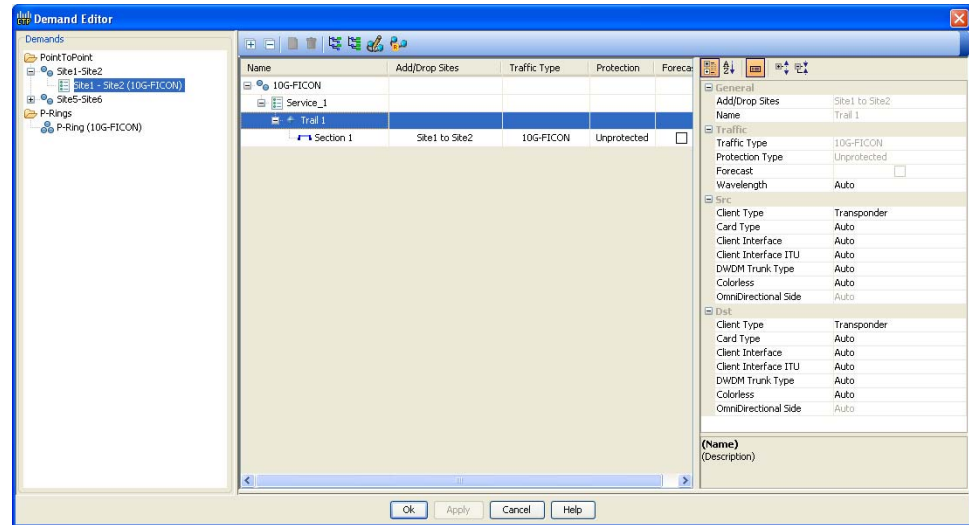 CTP Demand Editor
Demands
PointToPoint
Site1-Site2
Site1 - Site2 (10G-FICON)
Site5-Site6
P-Rings
P-Ring (10G-FICON)
Name Add/Drop Sites Traffic Type Protection Forecas
10G-FICON
Service_1
Trail 1
Section 1 Site1 to Site2 10G-FICON Unprotected
General
Add/Drop Sites Site1 to Site2
Name Trail 1
Traffic
Traffic Type 10G-FICON
Protection Type Unprotected
Forecast
Wavelength Auto
Src
Client Type Transponder
Card Type Auto
Client Interface Auto
Client Interface ITU Auto
DWDM Trunk Type Auto
Colorless Auto
OmniDirectional Side Auto
Dst
Client Type Transponder
Card Type Auto
Client Interface Auto
Client Interface ITU Auto
DWDM Trunk Type Auto
Colorless Auto
OmniDirectional Side Auto
(Name)
(Description)
Ok Apply Cancel Help